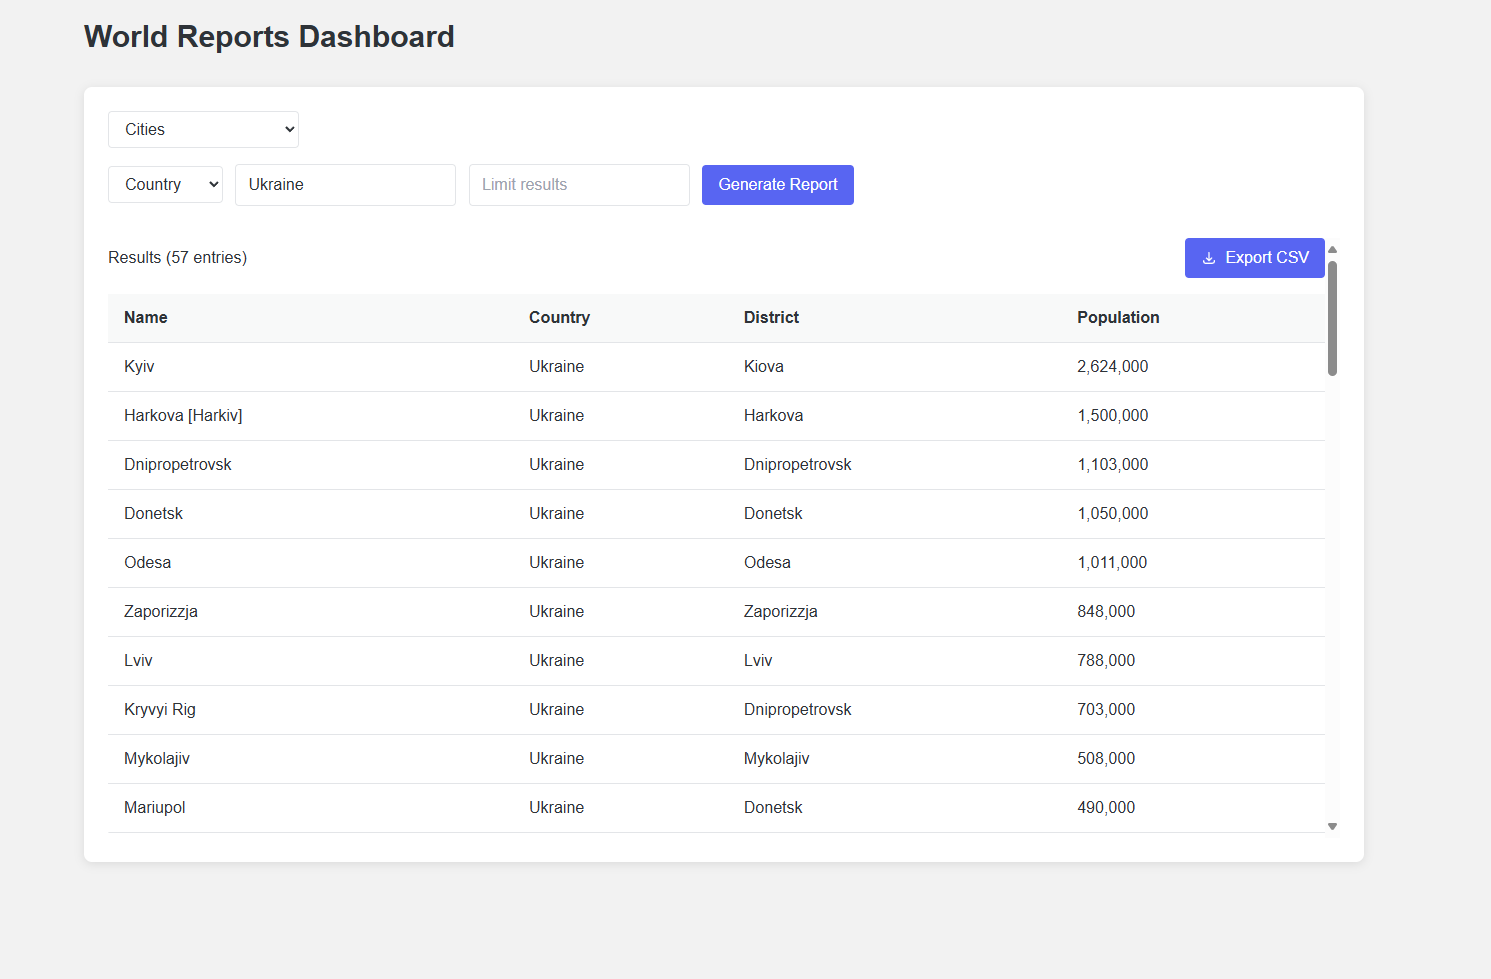 World Reports Dashboard
Cities
Country Ukraine Limit results Generate Report
Results (57 entries) Export CSV
Name Country District Population
Kyiv Ukraine Kiova 2,624,000
Harkova [Harkiv] Ukraine Harkova 1,500,000
Dnipropetrovsk Ukraine Dnipropetrovsk 1,103,000
Donetsk Ukraine Donetsk 1,050,000
Odesa Ukraine Odesa 1,011,000
Zaporizzja Ukraine Zaporizzja 848,000
Lviv Ukraine Lviv 788,000
Kryvyi Rig Ukraine Dnipropetrovsk 703,000
Mykolajiv Ukraine Mykolajiv 508,000
Mariupol Ukraine Donetsk 490,000